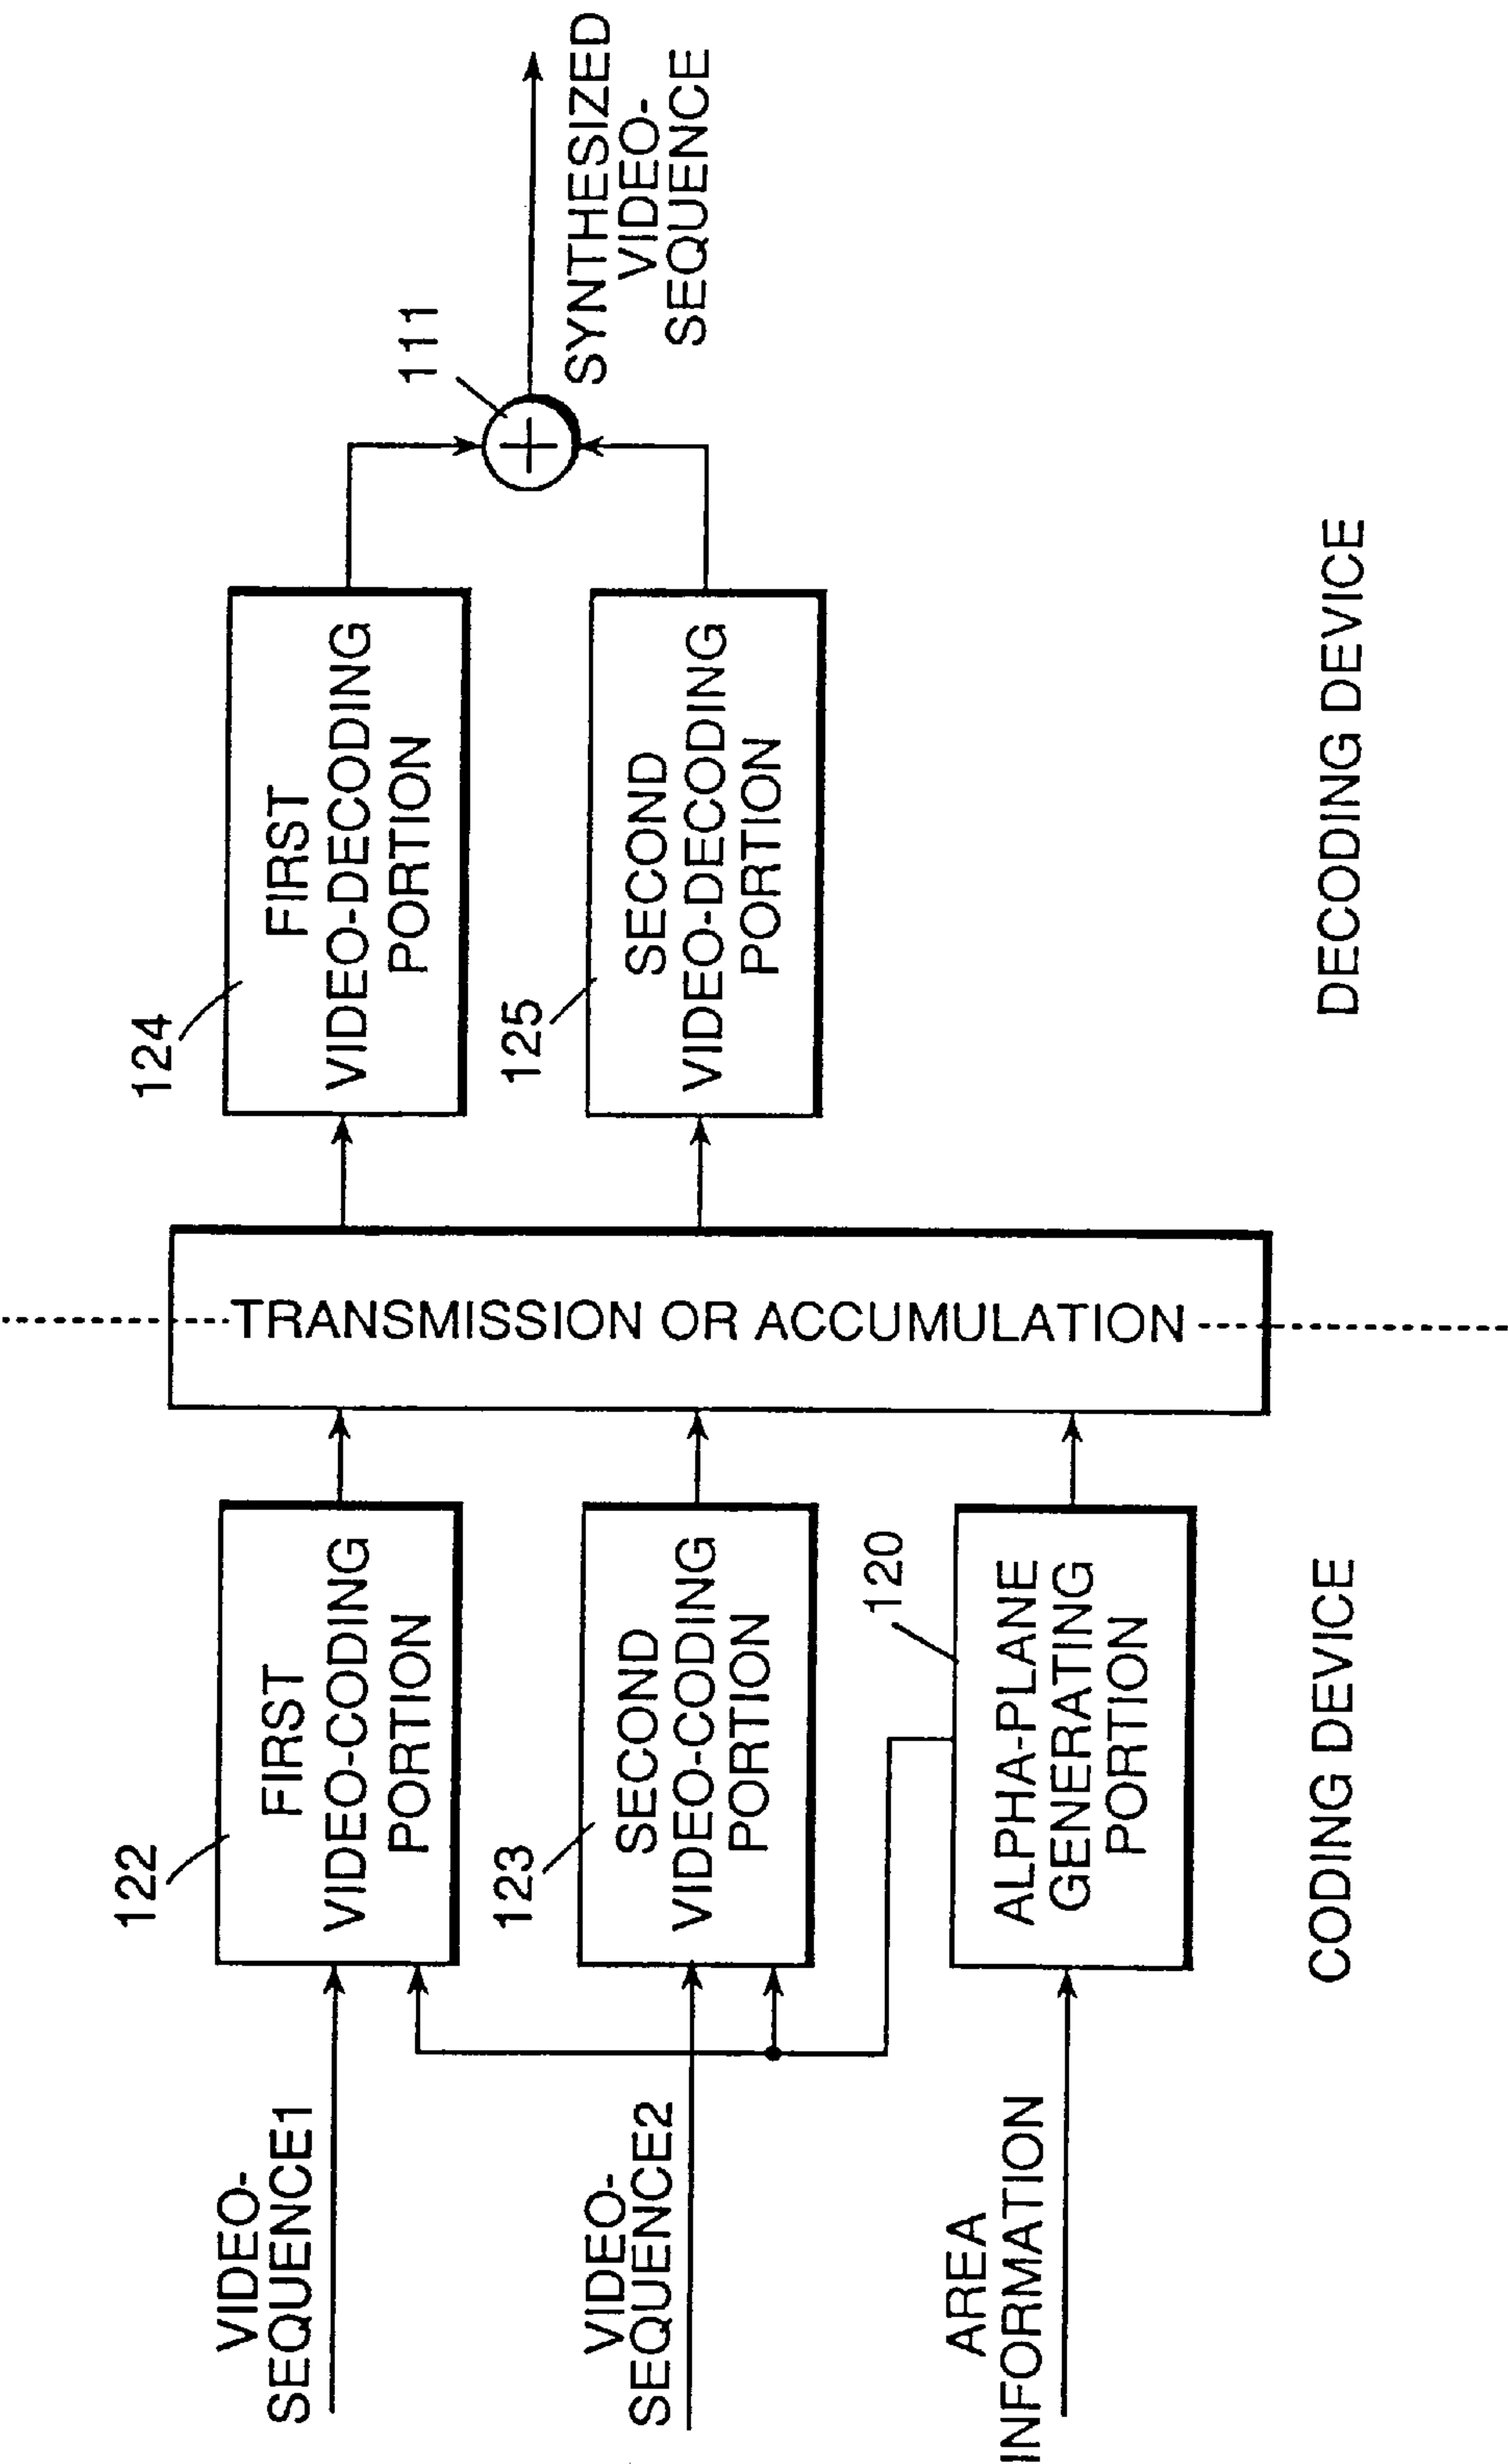 VIDEO-
SEQUENCE1
122
FIRST
VIDEO-CODING
PORTION
VIDEO-
SEQUENCE2
123
SECOND
VIDEO-CODING
PORTION
AREA
INFORMATION
120
ALPHA-PLANE
GENERATING
PORTION
CODING DEVICE
TRANSMISSION OR ACCUMULATION
124
FIRST
VIDEO-DECODING
PORTION
125
SECOND
VIDEO-DECODING
PORTION
111
SYNTHESIZED
VIDEO-
SEQUENCE
DECODING DEVICE